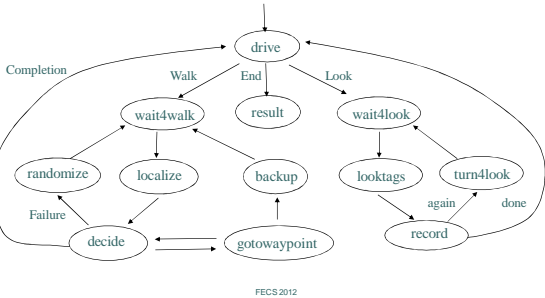 drive
Completion
Walk
End
Look
wait4walk
result
wait4look
randomize
localize
backup
looktags
turn4look
Failure
again
done
decide
gotowaypoint
record
FECS 2012